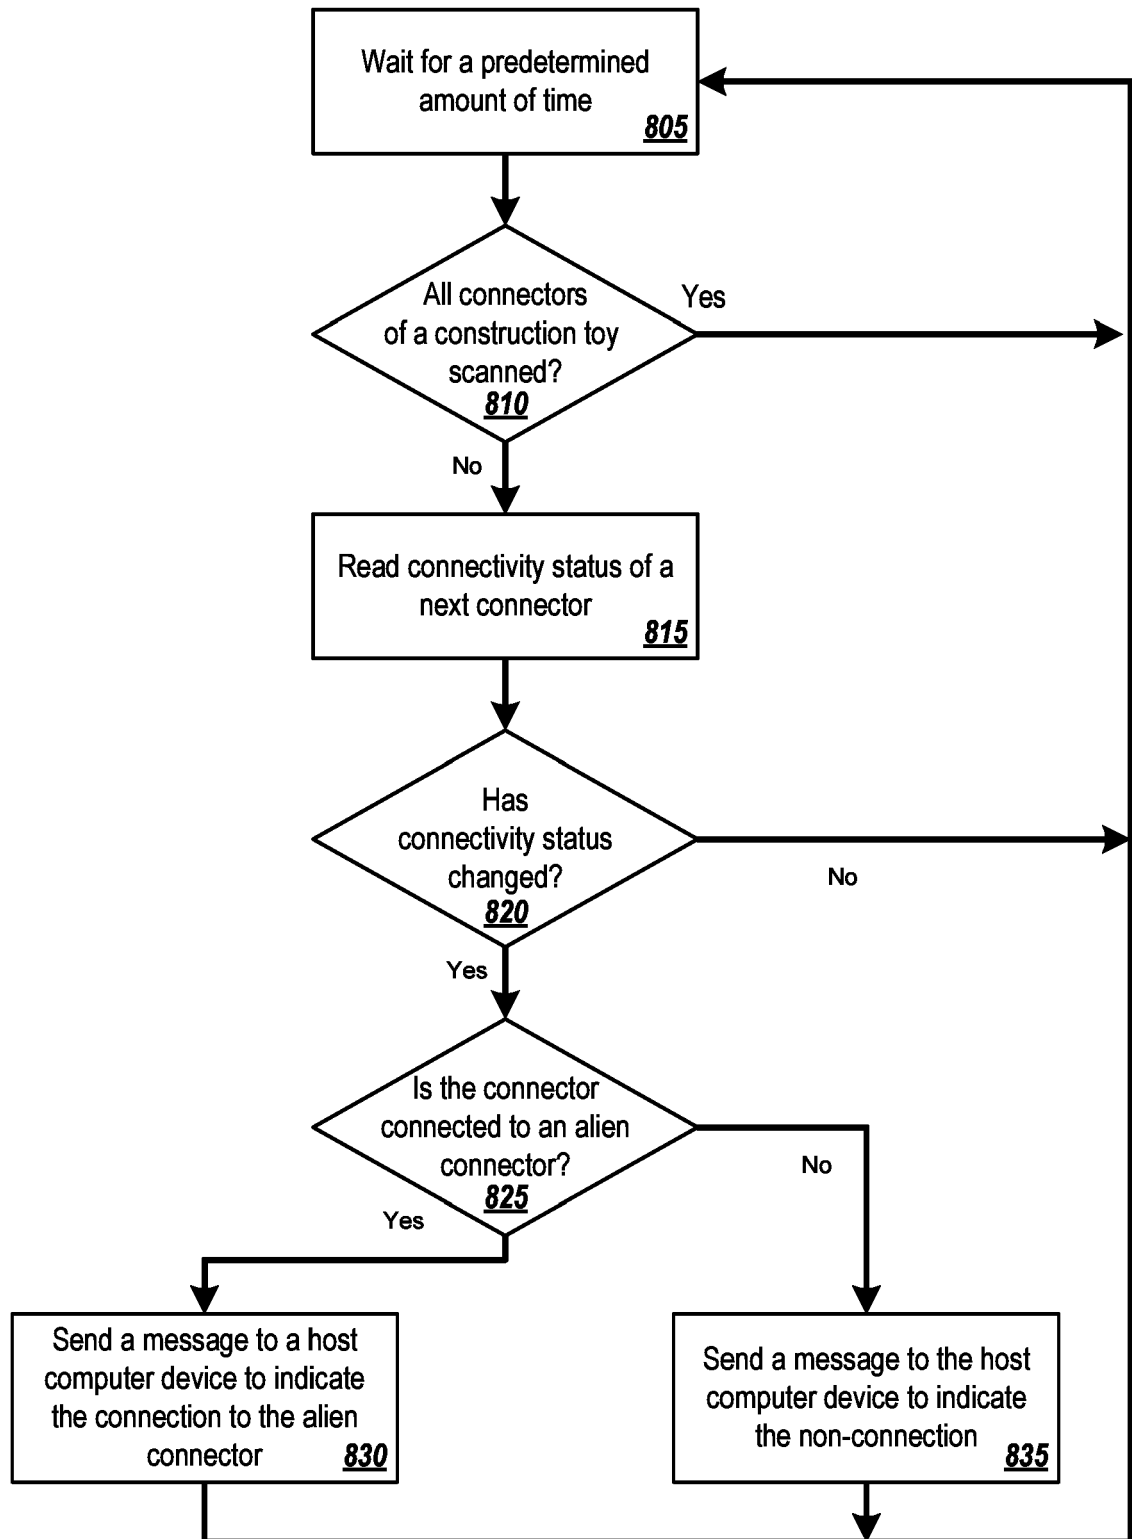 Wait for a predetermined
amount of time
805
All connectors
of a construction toy
scanned?
810
Yes
No
Read connectivity status of a
next connector
815
Has
connectivity status
changed?
820
No
Yes
Is the connector
connected to an alien
connector?
825
No
Yes
Send a message to a host
computer device to indicate
the connection to the alien
connector
830
Send a message to the host
computer device to indicate
the non-connection
835